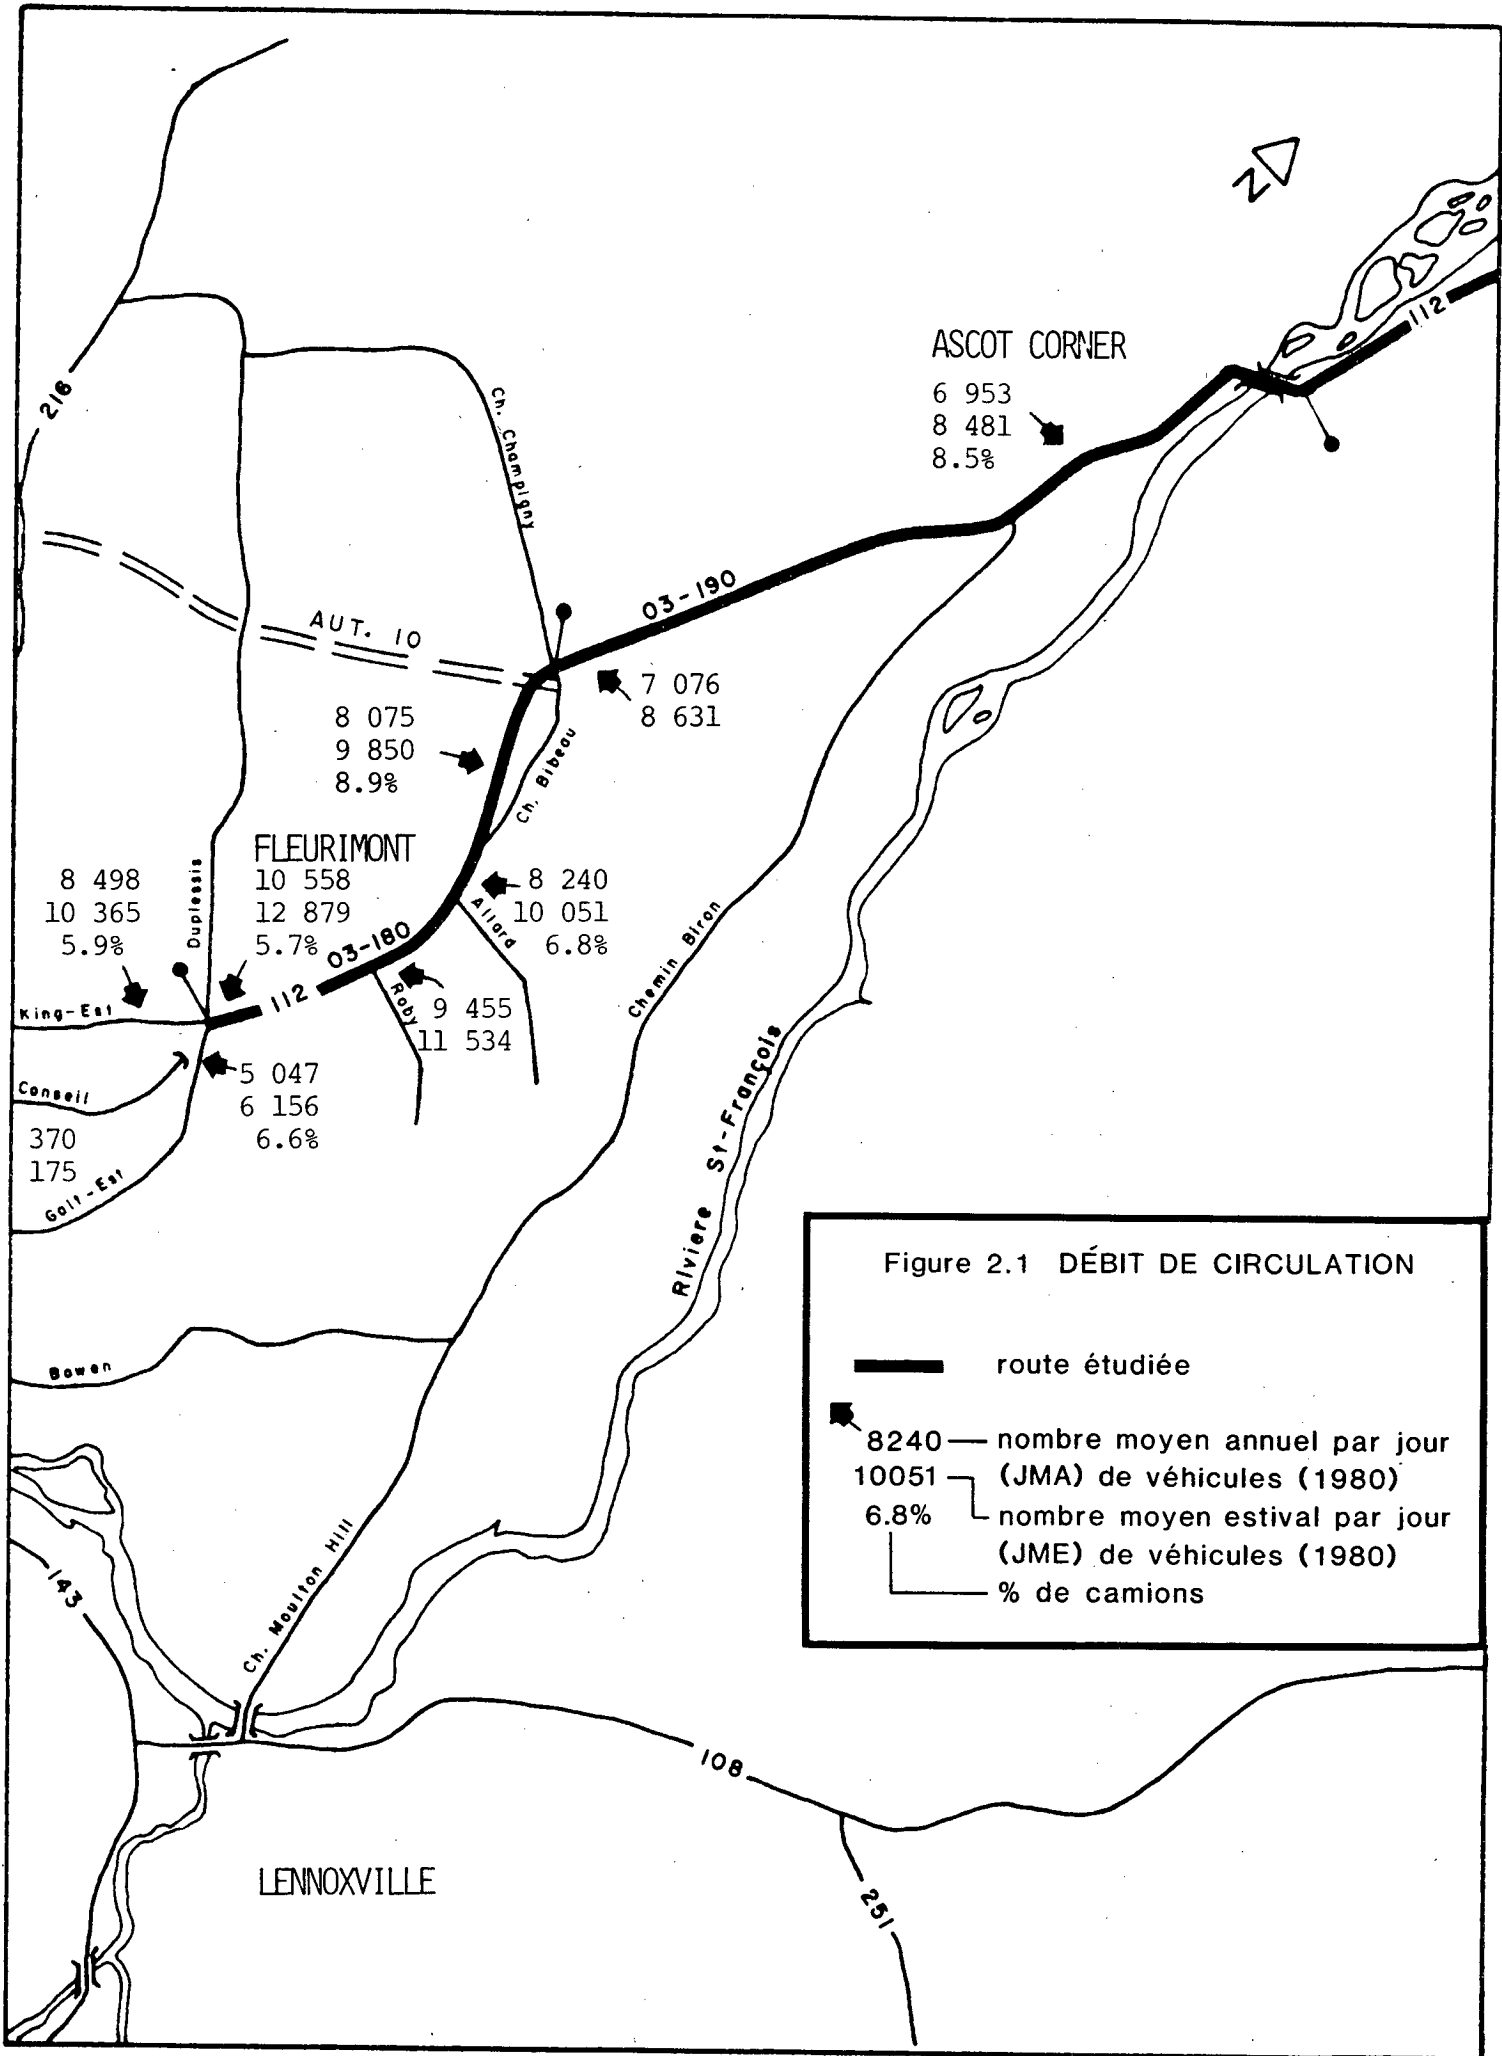 N
216
Ch. Champigny
ASCOT CORNER
6 953
8 481
8.5%
112
03-190
AUT. 10
7 076
8 631
8 075
9 850
8.9%
Ch. Bibeau
Duplessis
FLEURIMONT
8 498
10 365
5.9%
10 558
12 879
5.7%
03-180
8 240
10 051
6.8%
Allard
112
Roby
9 455
11 534
King-Est
5 047
6 156
6.6%
Conseil
370
175
Galt-Est
Chemin Biron
Riviere St-François
Bowen
143
Ch. Moulton Hill
108
251
LENNOXVILLE
Figure 2.1 DÉBIT DE CIRCULATION
route étudiée
8240 nombre moyen annuel par jour
10051 (JMA) de véhicules (1980)
6.8% nombre moyen estival par jour
(JME) de véhicules (1980)
% de camions